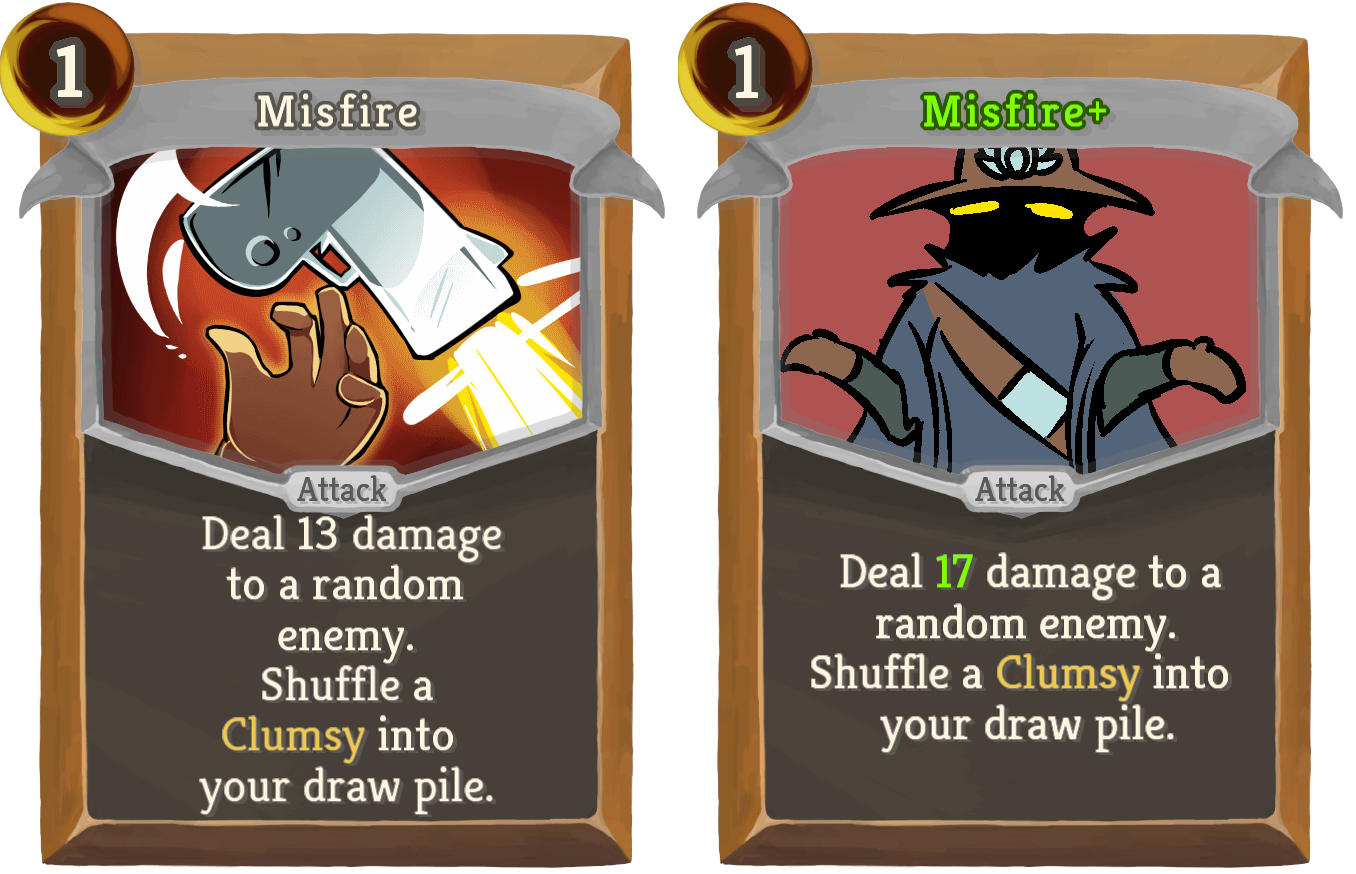 1
Misfire
Attack
Deal 13 damage
to a random
enemy.
Shuffle a
Clumsy into
your draw pile.
1
Misfire+
Attack
Deal 17 damage to a
random enemy.
Shuffle a Clumsy into
your draw pile.